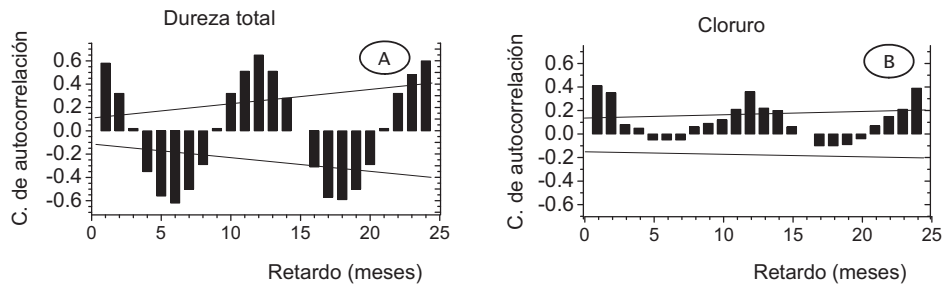 Dureza total
C. de autocorrelación
0.6
0.4
0.2
0.0
-0.2
-0.4
-0.6
A
0 5 10 15 20 25
Retardo (meses)
Cloruro
C. de autocorrelación
0.6
0.4
0.2
0.0
-0.2
-0.4
-0.6
B
0 5 10 15 20 25
Retardo (meses)